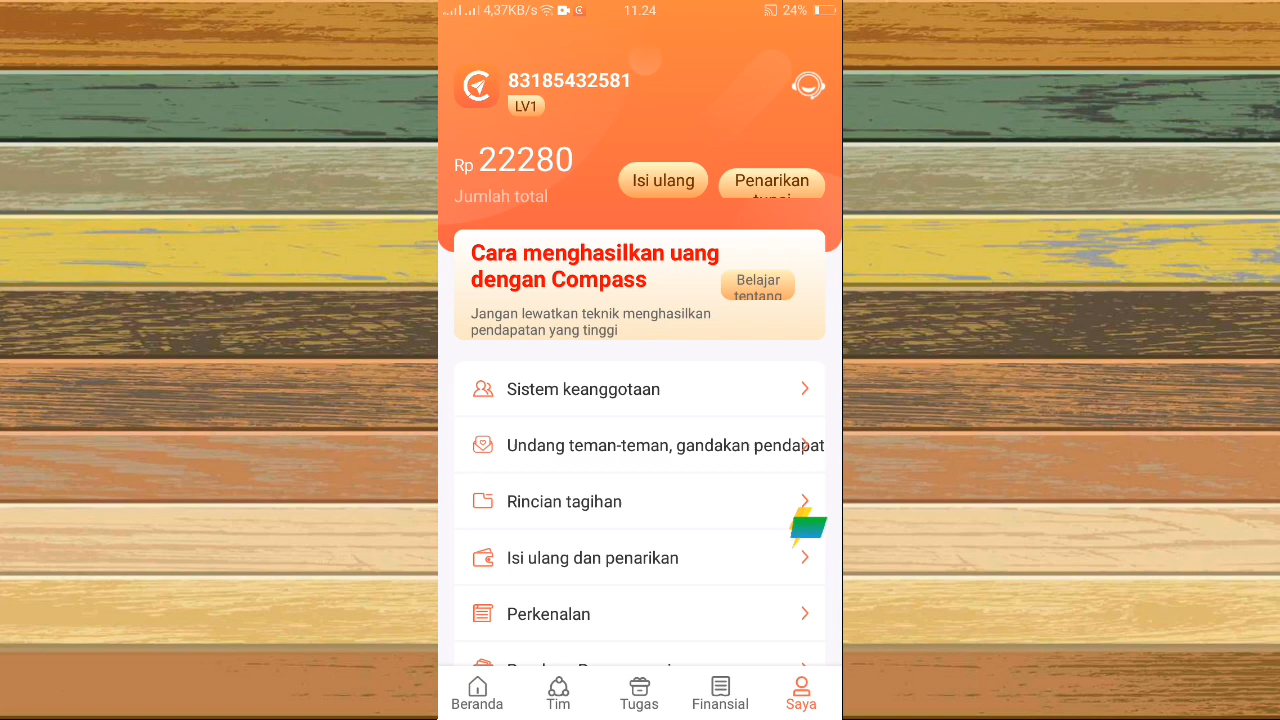 4,37KB/s
11.24
24%
83185432581
LV1
Rp 22280
Jumlah total
Isi ulang
Penarikan
tunai
Cara menghasilkan uang
dengan Compass
Belajar
tentang
Jangan lewatkan teknik menghasilkan
pendapatan yang tinggi
Sistem keanggotaan
Undang teman-teman, gandakan pendapat
Rincian tagihan
Isi ulang dan penarikan
Perkenalan
Beranda
Tim
Tugas
Finansial
Saya